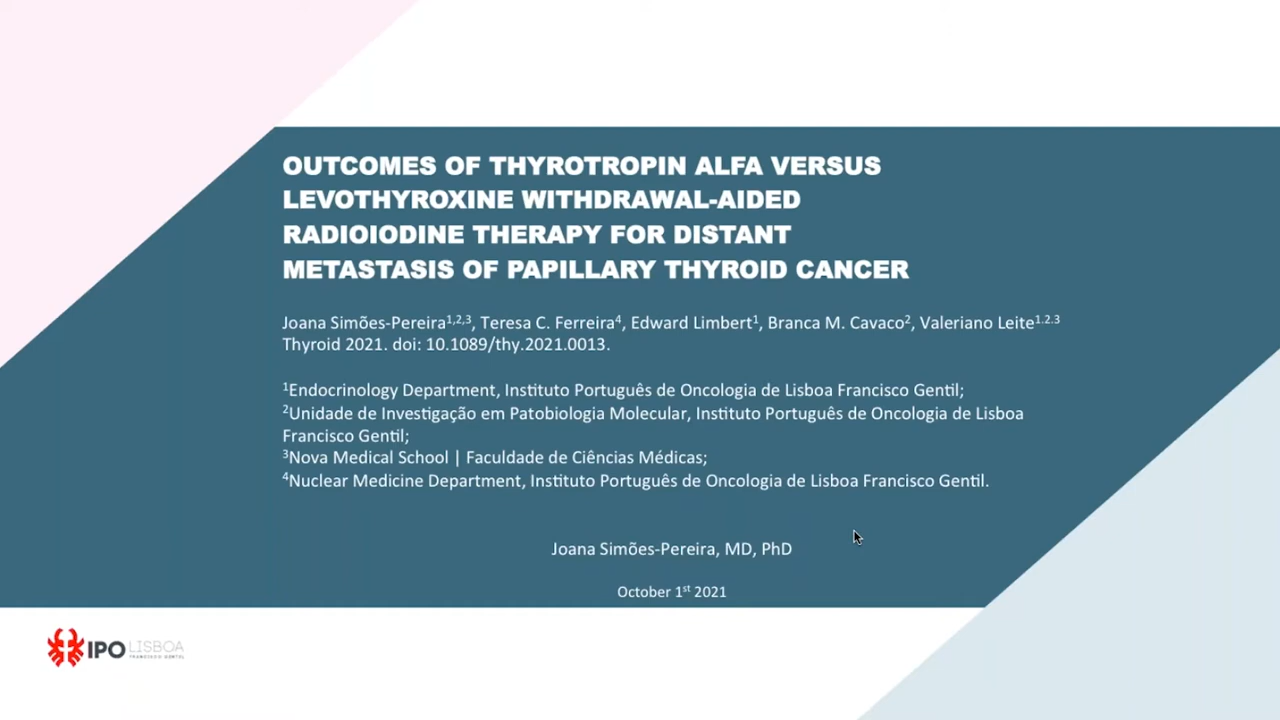 OUTCOMES OF THYROTROPIN ALFA VERSUS
LEVOTHYROXINE WITHDRAWAL-AIDED
RADIOIODINE THERAPY FOR DISTANT
METASTASIS OF PAPILLARY THYROID CANCER
Joana Simões-Pereira1,2,3, Teresa C. Ferreira4, Edward Limbert1, Branca M. Cavaco2, Valeriano Leite1.2.3
Thyroid 2021. doi: 10.1089/thy.2021.0013.
1Endocrinology Department, Instituto Português de Oncologia de Lisboa Francisco Gentil;
2Unidade de Investigação em Patobiologia Molecular, Instituto Português de Oncologia de Lisboa
Francisco Gentil;
3Nova Medical School | Faculdade de Ciências Médicas;
4Nuclear Medicine Department, Instituto Português de Oncologia de Lisboa Francisco Gentil.
Joana Simões-Pereira, MD, PhD
October 1st 2021
IPO LISBOA
FRANCISCO GENTIL